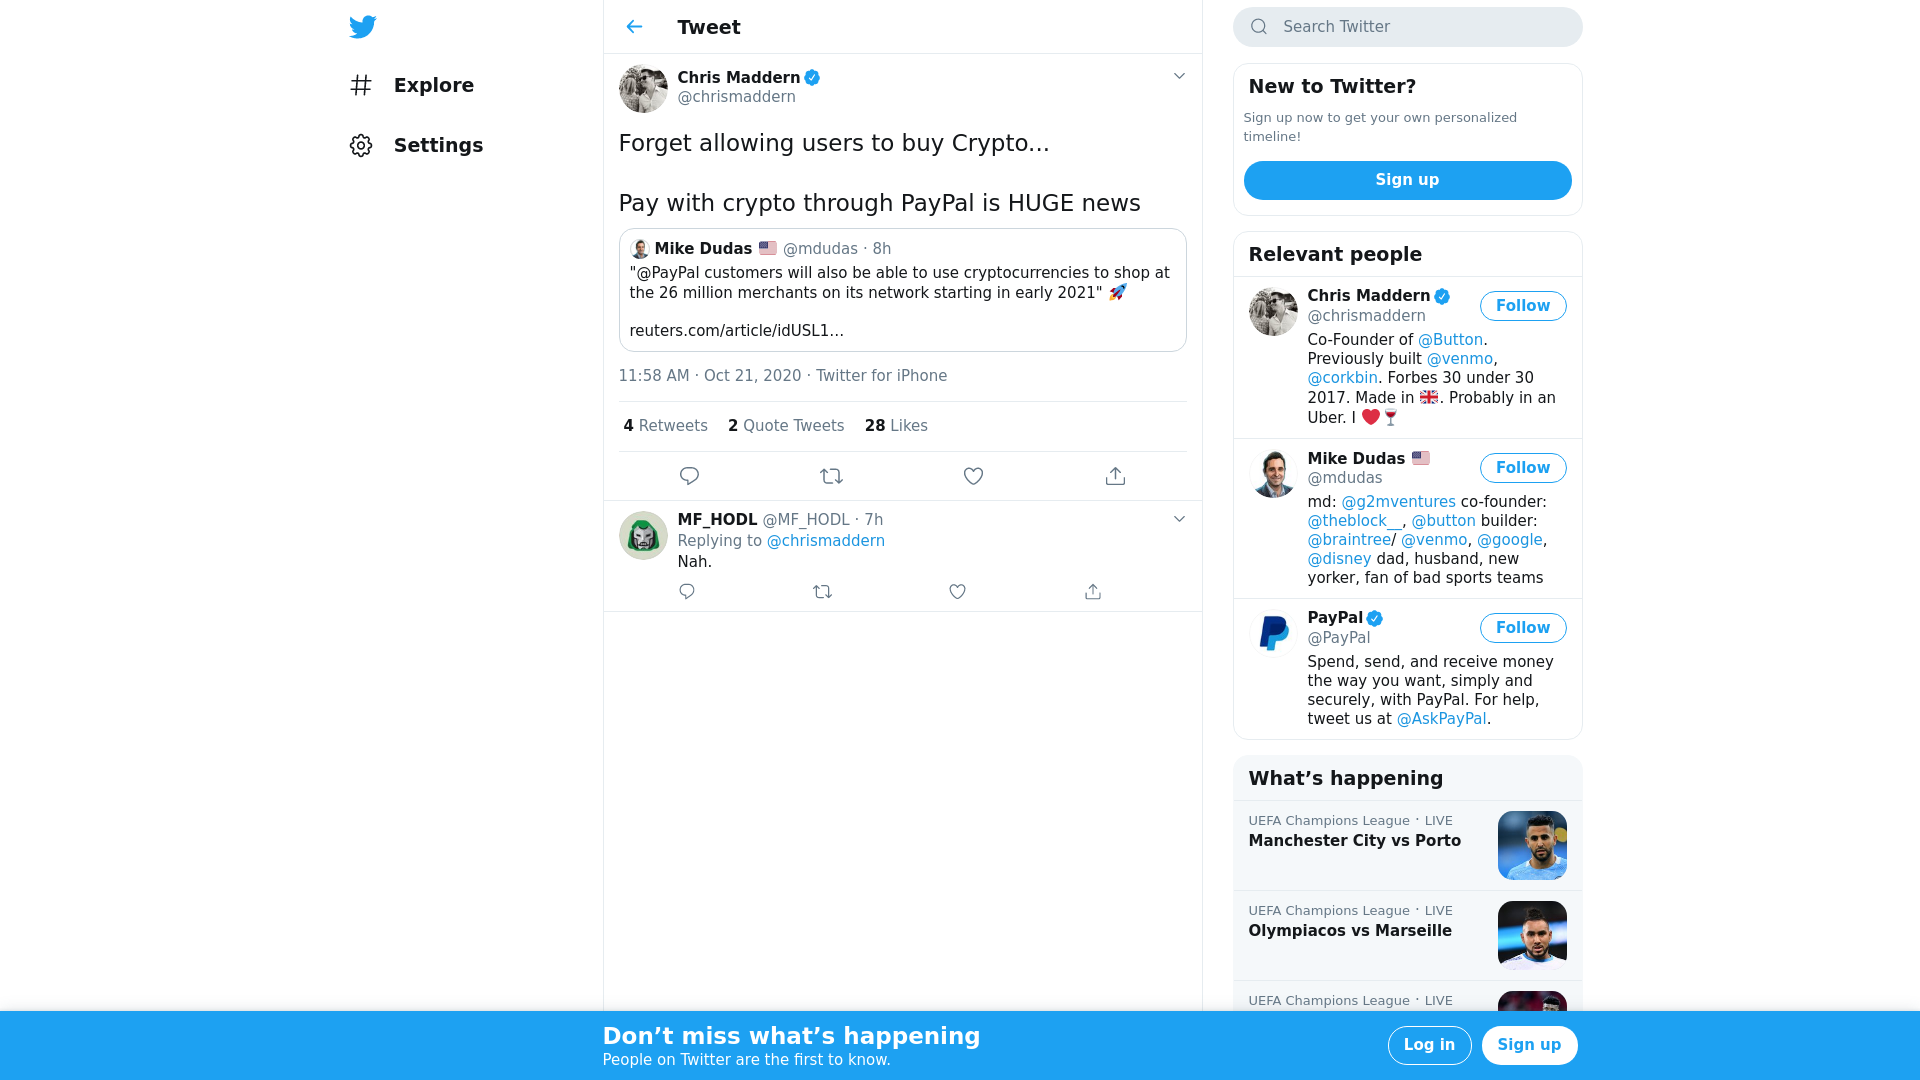 Explore
Settings
Tweet
Chris Maddern
@chrismaddern
Forget allowing users to buy Crypto...
Pay with crypto through PayPal is HUGE news
Mike Dudas 🇺🇸 @mdudas · 8h
"@PayPal customers will also be able to use cryptocurrencies to shop at
the 26 million merchants on its network starting in early 2021" 🚀
reuters.com/article/idUSL1…
11:58 AM · Oct 21, 2020 · Twitter for iPhone
4 Retweets 2 Quote Tweets 28 Likes
MF_HODL @MF_HODL · 7h
Replying to @chrismaddern
Nah.
Search Twitter
New to Twitter?
Sign up now to get your own personalized
timeline!
Sign up
Relevant people
Chris Maddern
@chrismaddern
Follow
Co-Founder of @Button.
Previously built @venmo,
@corkbin. Forbes 30 under 30
2017. Made in 🇬🇧. Probably in an
Uber. I ❤️🍷
Mike Dudas 🇺🇸
@mdudas
Follow
md: @g2mventures co-founder:
@theblock__, @button builder:
@braintree/ @venmo, @google,
@disney dad, husband, new
yorker, fan of bad sports teams
PayPal
@PayPal
Follow
Spend, send, and receive money
the way you want, simply and
securely, with PayPal. For help,
tweet us at @AskPayPal.
What’s happening
UEFA Champions League · LIVE
Manchester City vs Porto
UEFA Champions League · LIVE
Olympiacos vs Marseille
UEFA Champions League · LIVE
Don’t miss what’s happening
People on Twitter are the first to know.
Log in
Sign up